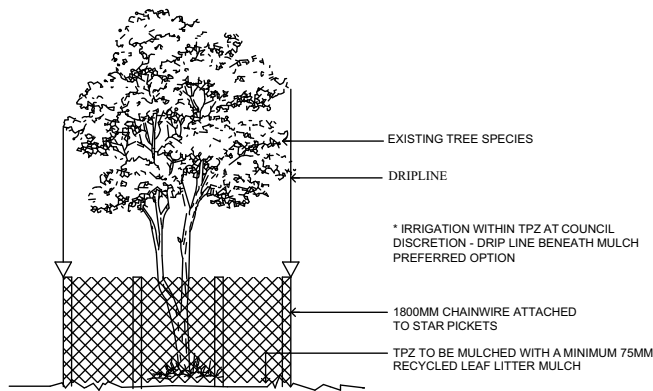 EXISTING TREE SPECIES
DRIPLINE
* IRRIGATION WITHIN TPZ AT COUNCIL
DISCRETION - DRIP LINE BENEATH MULCH
PREFERRED OPTION
1800MM CHAINWIRE ATTACHED
TO STAR PICKETS
TPZ TO BE MULCHED WITH A MINIMUM 75MM
RECYCLED LEAF LITTER MULCH